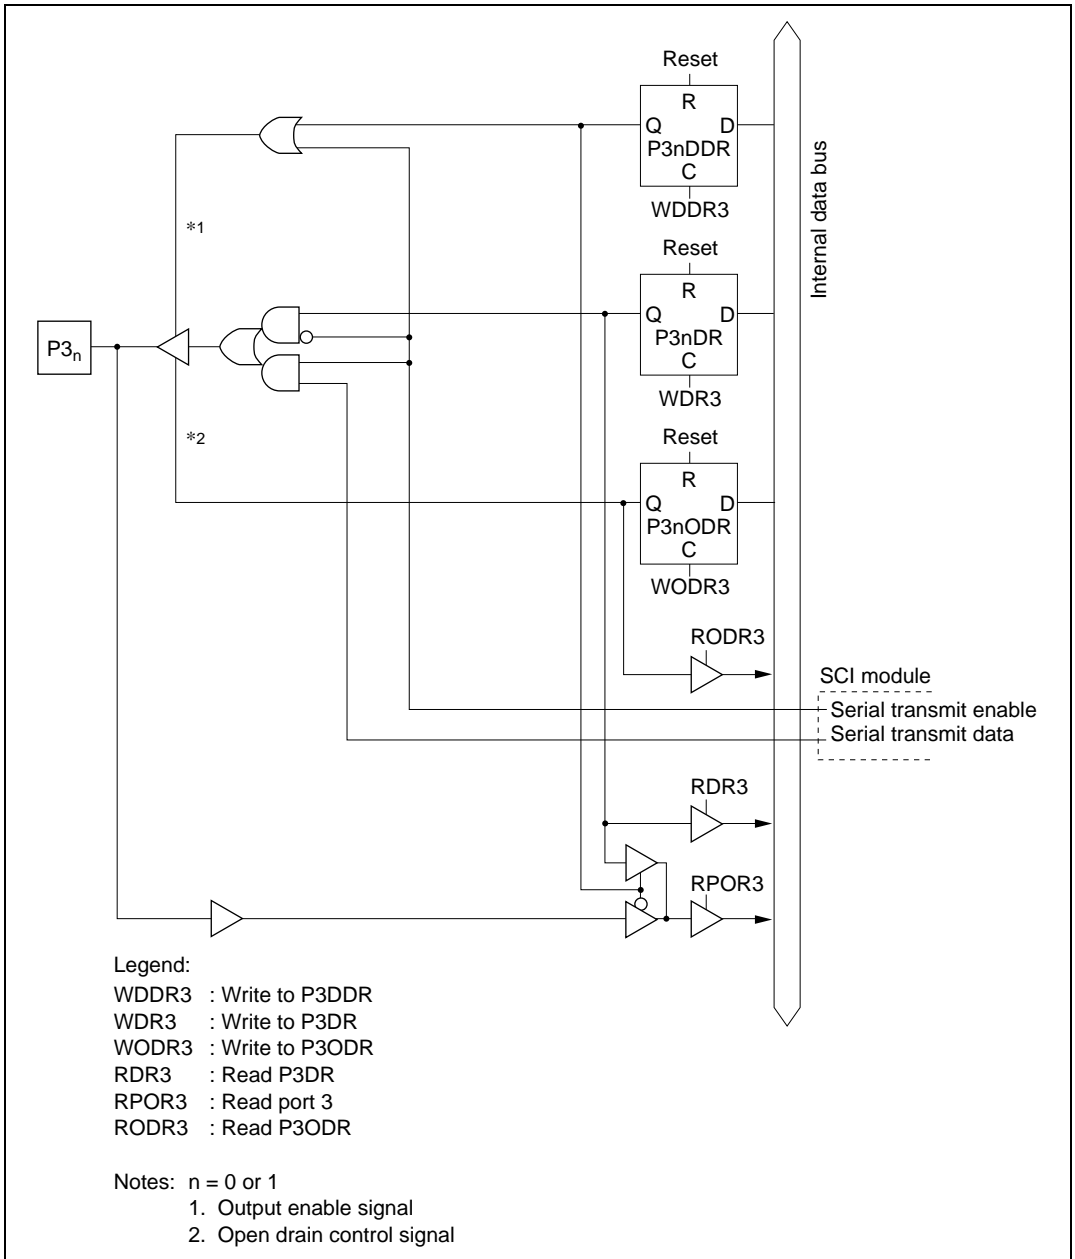 Reset
R
Q D
P3nDDR
C
WDDR3
Internal data bus
*1
Reset
R
Q D
P3nDR
C
WDR3
P3n
*2
Reset
R
Q D
P3nODR
C
WODR3
RODR3
SCI module
Serial transmit enable
Serial transmit data
RDR3
RPOR3
Legend:
WDDR3 : Write to P3DDR
WDR3 : Write to P3DR
WODR3 : Write to P3ODR
RDR3 : Read P3DR
RPOR3 : Read port 3
RODR3 : Read P3ODR
Notes: n = 0 or 1
1. Output enable signal
2. Open drain control signal